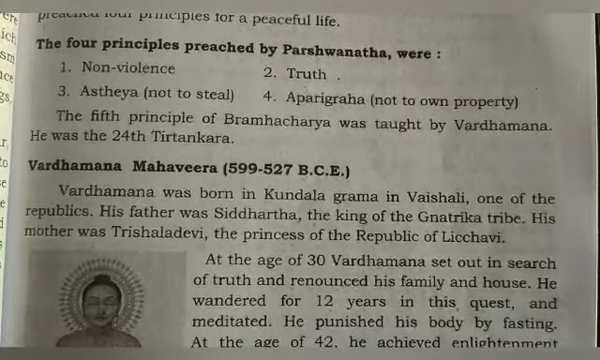 preached four principles for a peaceful life.
The four principles preached by Parshwanatha, were :
1. Non-violence 2. Truth .
3. Astheya (not to steal) 4. Aparigraha (not to own property)
The fifth principle of Bramhacharya was taught by Vardhamana.
He was the 24th Tirtankara.
Vardhamana Mahaveera (599-527 B.C.E.)
Vardhamana was born in Kundala grama in Vaishali, one of the
republics. His father was Siddhartha, the king of the Gnatrika tribe. His
mother was Trishaladevi, the princess of the Republic of Licchavi.
At the age of 30 Vardhamana set out in search
of truth and renounced his family and house. He
wandered for 12 years in this quest, and
meditated. He punished his body by fasting.
At the age of 42, he achieved enlightenment